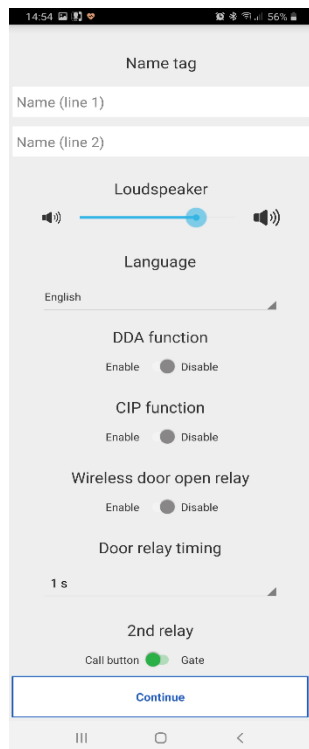 14:54 56%
Name tag
Name (line 1)
Name (line 2)
Loudspeaker
Language
English
DDA function
Enable Disable
CIP function
Enable Disable
Wireless door open relay
Enable Disable
Door relay timing
1 s
2nd relay
Call button Gate
Continue